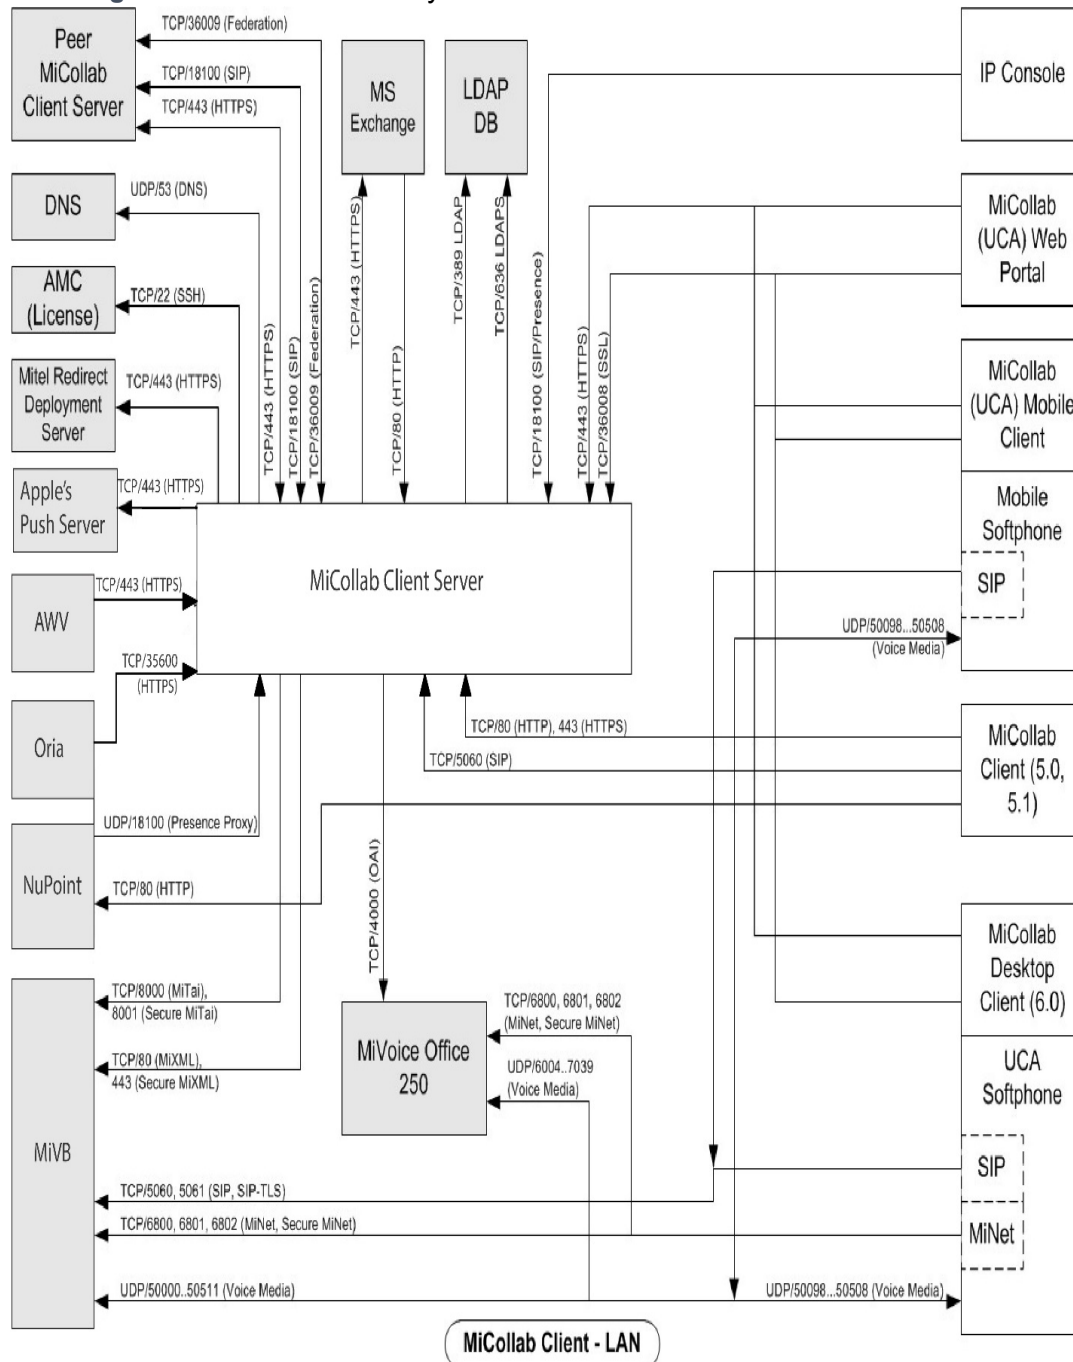 TCP/36009 (Federation)
Peer
MiCollab
Client Server
TCP/18100 (SIP)
TCP/443 (HTTPS)
MS
Exchange
LDAP
DB
IP Console
DNS
UDP/53 (DNS)
AMC
(License)
TCP/22 (SSH)
Mitel Redirect
Deployment
Server
TCP/443 (HTTPS)
Apple's
Push Server
TCP/443 (HTTPS)
TCP/443 (HTTPS)
TCP/18100 (SIP)
TCP/36009 (Federation)
TCP/443 (HTTPS)
TCP/80 (HTTP)
TCP/389 LDAP
TCP/636 LDAPS
TCP/18100 (SIP/Presence)
TCP/443 (HTTPS)
TCP/36008 (SSL)
MiCollab
(UCA) Web
Portal
MiCollab
(UCA) Mobile
Client
Mobile
Softphone
SIP
UDP/50098...50508
(Voice Media)
MiCollab Client Server
AWV
TCP/443 (HTTPS)
Oria
TCP/35600
(HTTPS)
TCP/80 (HTTP), 443 (HTTPS)
TCP/5060 (SIP)
MiCollab
Client (5.0,
5.1)
UDP/18100 (Presence Proxy)
NuPoint
TCP/80 (HTTP)
TCP/4000 (OAI)
MiCollab
Desktop
Client (6.0)
TCP/8000 (MiTai),
8001 (Secure MiTai)
TCP/80 (MiXML),
443 (Secure MiXML)
MiVB
MiVoice Office
250
TCP/6800, 6801, 6802
(MiNet, Secure MiNet)
UDP/6004..7039
(Voice Media)
UCA
Softphone
SIP
MiNet
TCP/5060, 5061 (SIP, SIP-TLS)
TCP/6800, 6801, 6802 (MiNet, Secure MiNet)
UDP/50000..50511 (Voice Media)
UDP/50098...50508 (Voice Media)
MiCollab Client - LAN